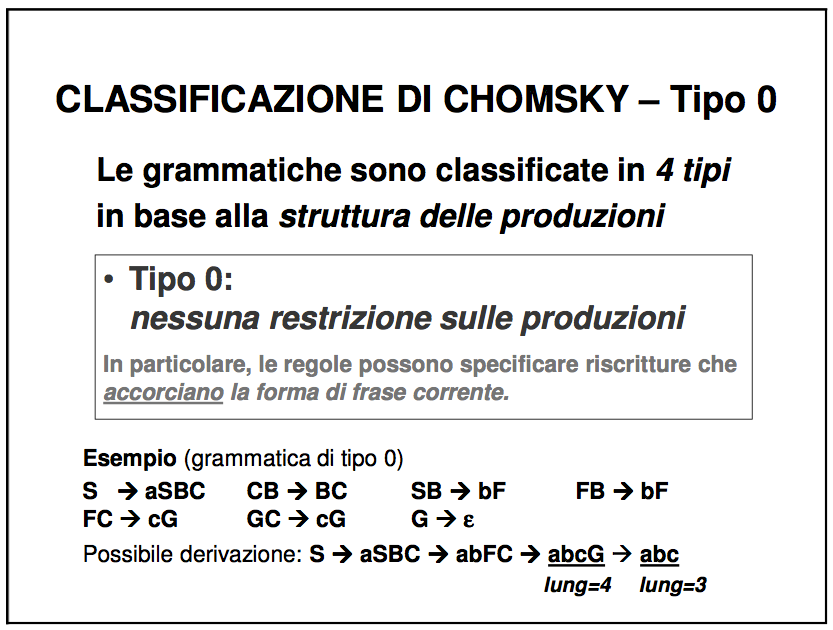 CLASSIFICAZIONE DI CHOMSKY – Tipo 0
Le grammatiche sono classificate in 4 tipi
in base alla struttura delle produzioni
• Tipo 0:
nessuna restrizione sulle produzioni
In particolare, le regole possono specificare riscritture che
accorciano la forma di frase corrente.
Esempio (grammatica di tipo 0)
S → aSBC CB → BC SB → bF FB → bF
FC → cG GC → cG G → ε
Possibile derivazione: S → aSBC → abFC → abcG → abc
lung=4 lung=3